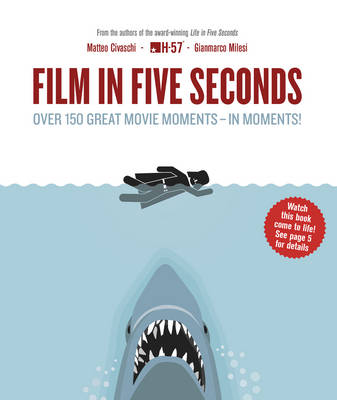 From the authors of the award-winning Life in Five Seconds
Matteo Civaschi - H-57 - Gianmarco Milesi
FILM IN FIVE SECONDS
OVER 150 GREAT MOVIE MOMENTS – IN MOMENTS!
Watch
this book
come to life!
See page 5
for details